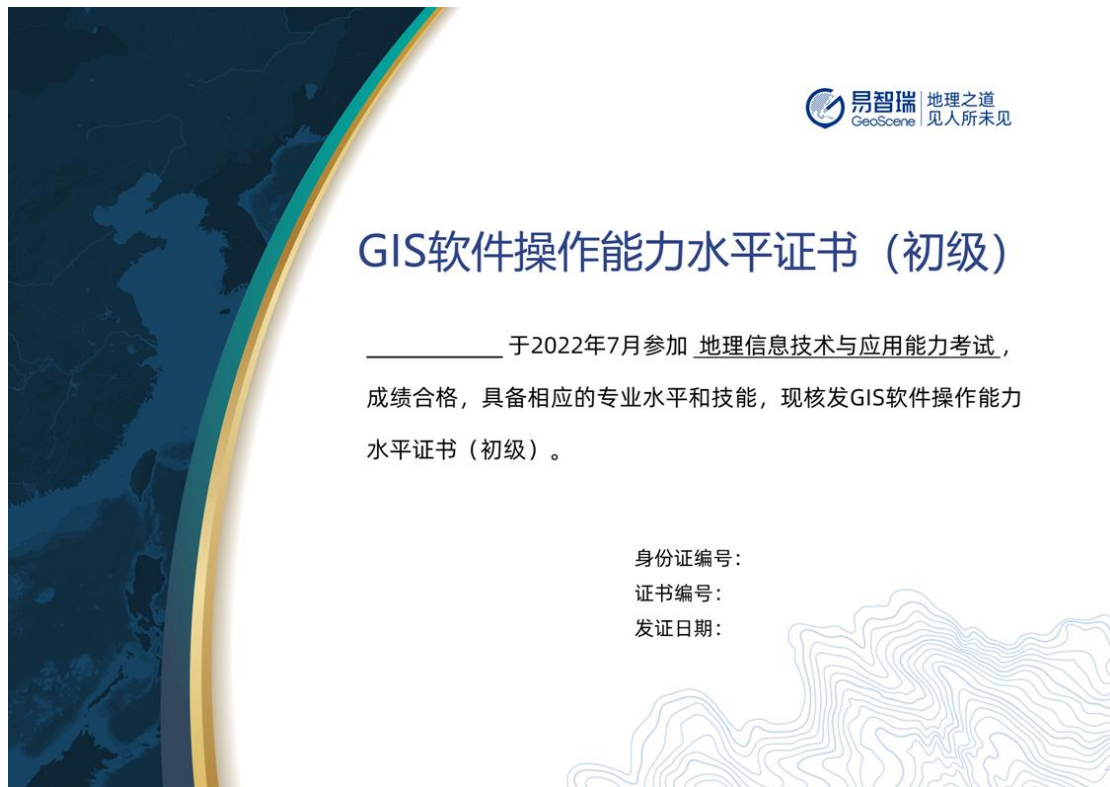 易智瑞 地理之道
GeoScene 见人所未见
GIS软件操作能力水平证书（初级）
于2022年7月参加 地理信息技术与应用能力考试，
成绩合格，具备相应的专业水平和技能，现核发GIS软件操作能力
水平证书（初级）。
身份证编号：
证书编号：
发证日期：